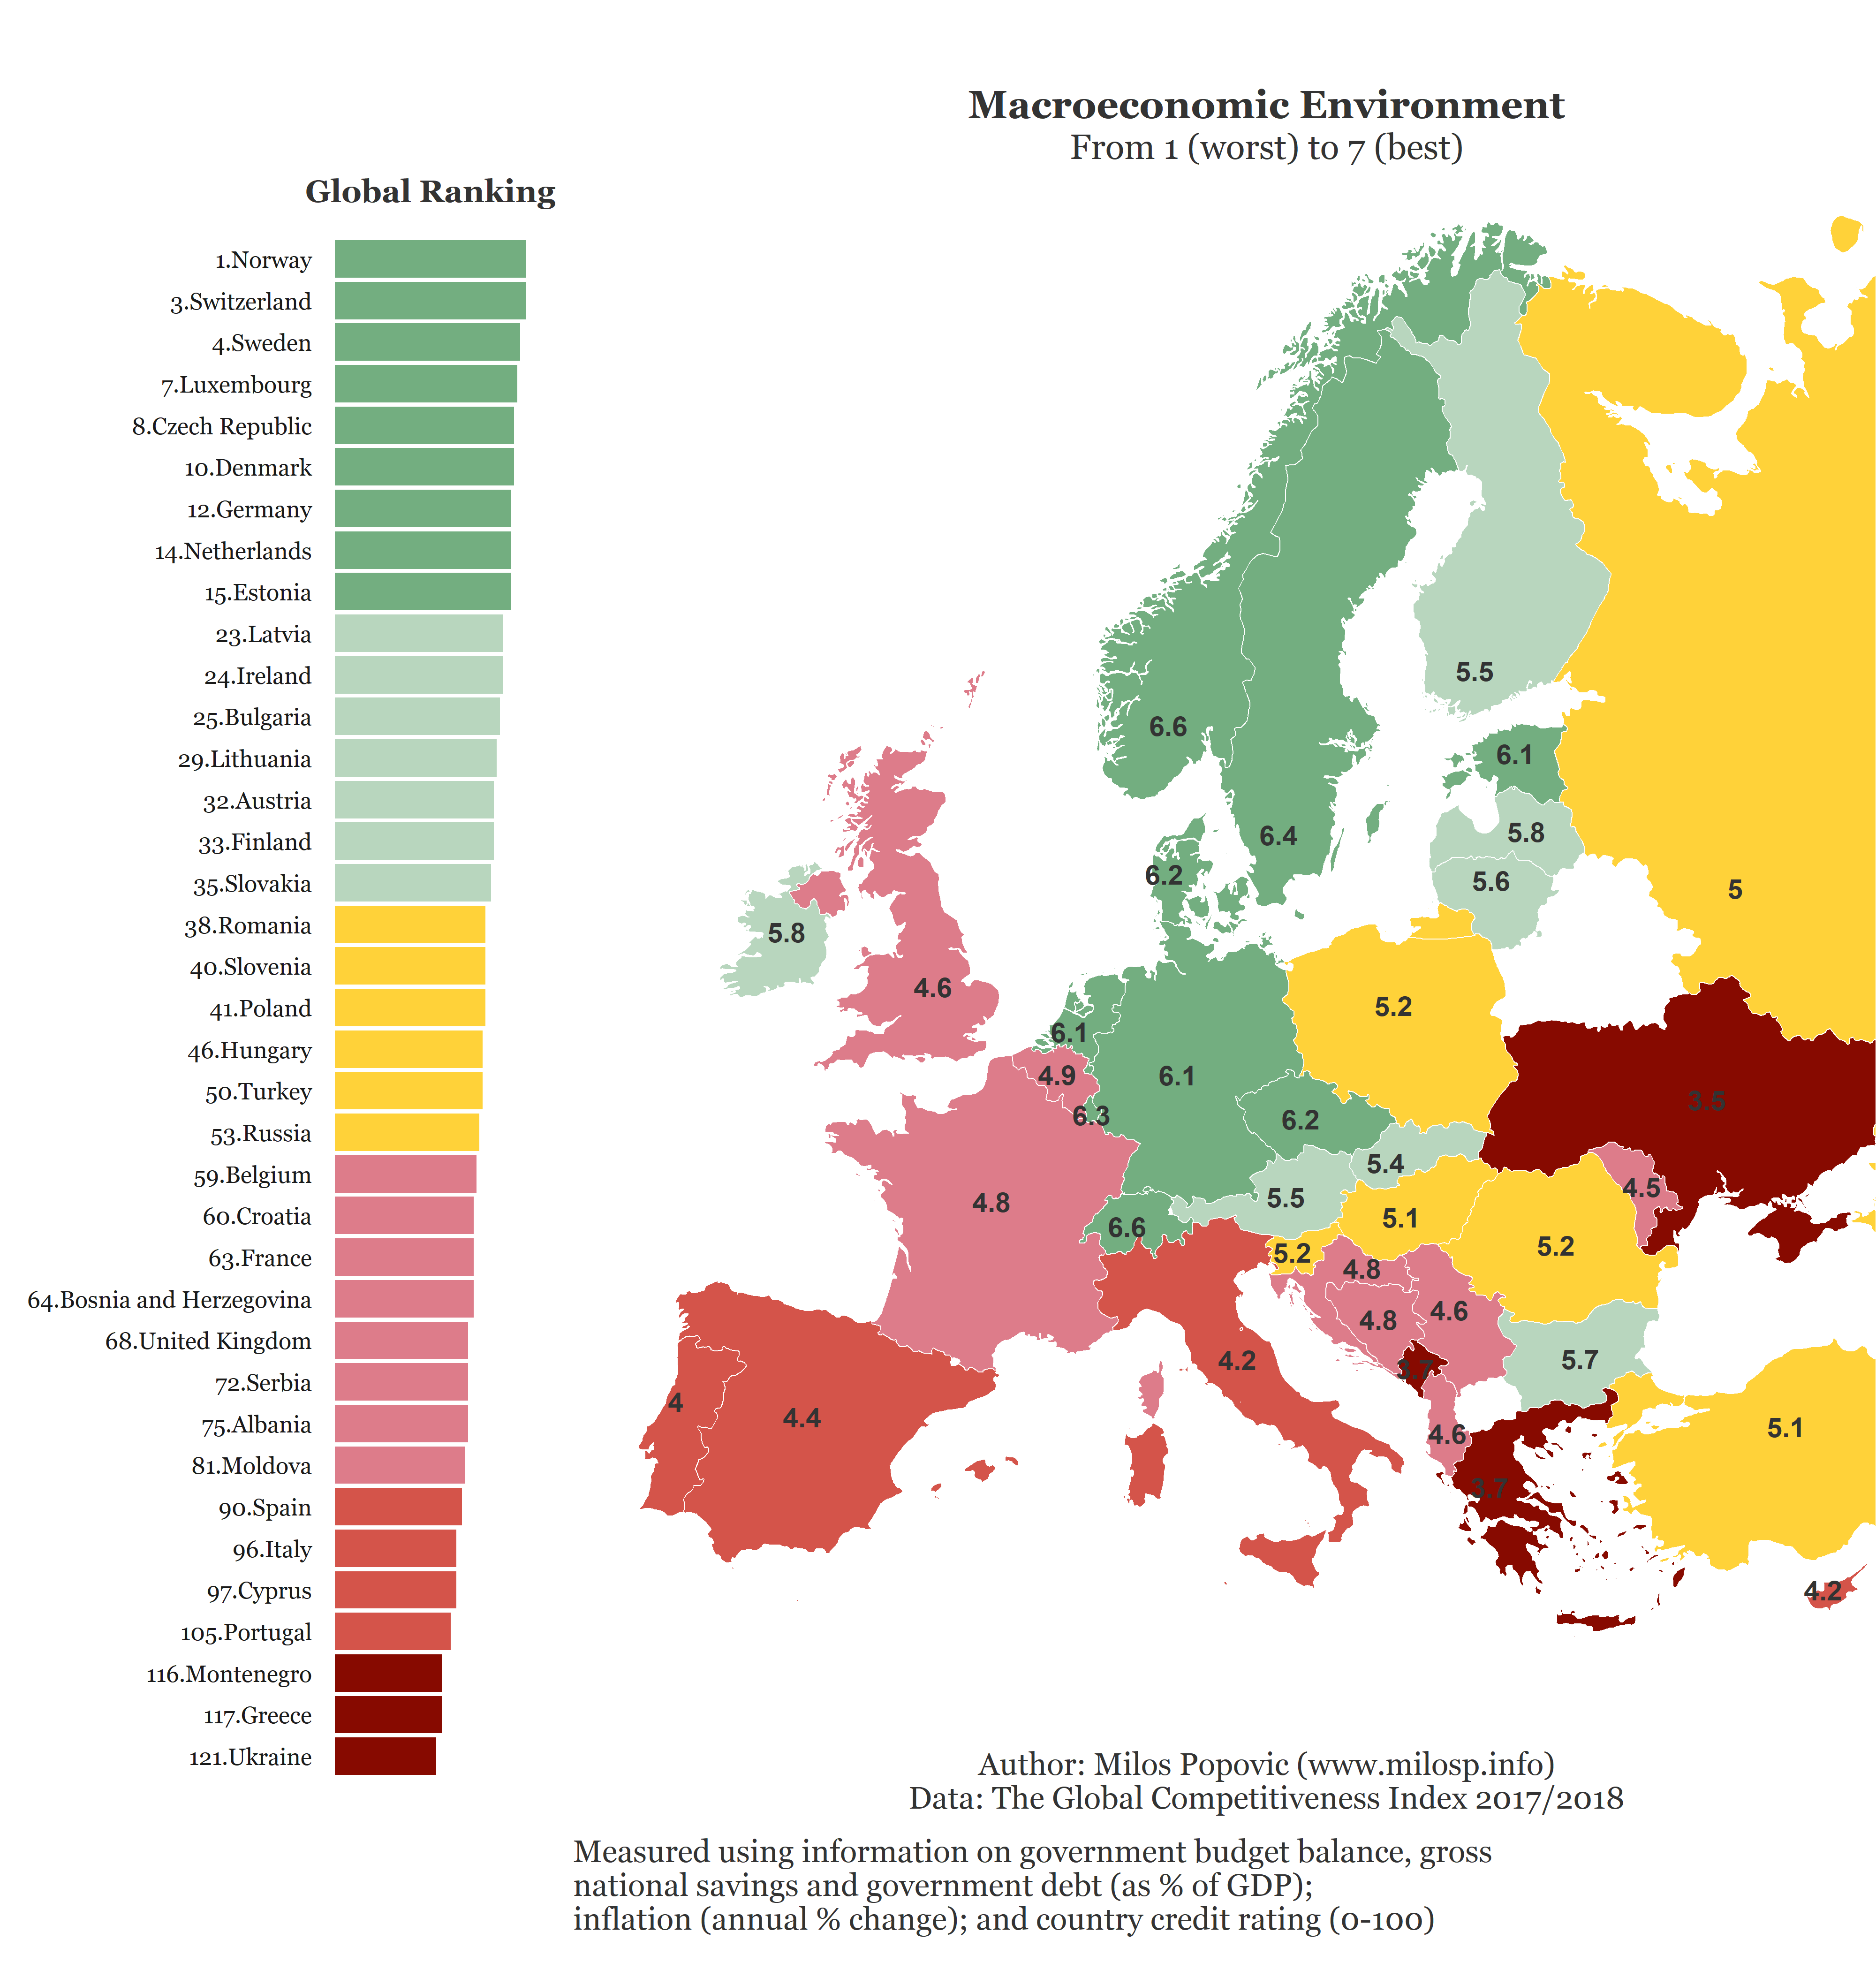 Macroeconomic Environment
From 1 (worst) to 7 (best)
Global Ranking
1.Norway
3.Switzerland
4.Sweden
7.Luxembourg
8.Czech Republic
10.Denmark
12.Germany
14.Netherlands
15.Estonia
23.Latvia
24.Ireland
25.Bulgaria
29.Lithuania
32.Austria
33.Finland
35.Slovakia
38.Romania
40.Slovenia
41.Poland
46.Hungary
50.Turkey
53.Russia
59.Belgium
60.Croatia
63.France
64.Bosnia and Herzegovina
68.United Kingdom
72.Serbia
75.Albania
81.Moldova
90.Spain
96.Italy
97.Cyprus
105.Portugal
116.Montenegro
117.Greece
121.Ukraine
5.5
6.6
6.1
5.8
6.4
6.2
5.6
5
5.8
4.6
5.2
6.1
4.9
6.1
3.5
6.3
6.2
5.4
4.5
5.5
4.8
5.1
6.6
5.2
5.2
4.8
4.6
4.8
4.2
5.7
3.7
4
4.4
5.1
4.6
3.7
4.2
Author: Milos Popovic (www.milosp.info)
Data: The Global Competitiveness Index 2017/2018
Measured using information on government budget balance, gross
national savings and government debt (as % of GDP);
inflation (annual % change); and country credit rating (0-100)